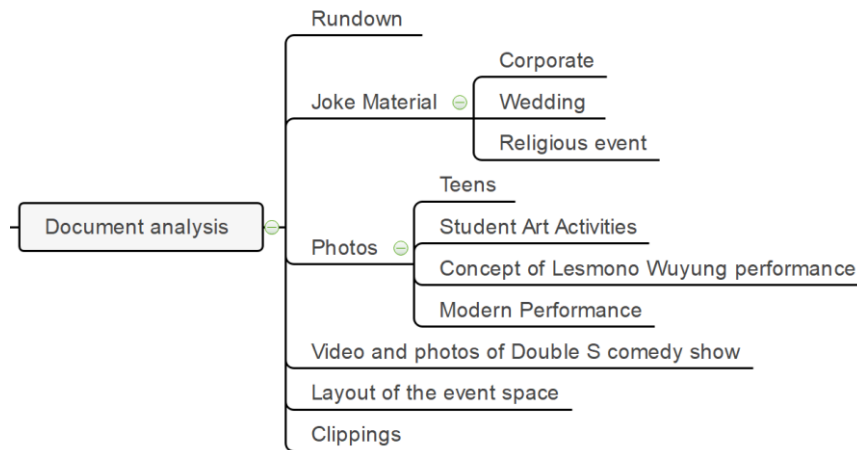 Rundown
Corporate
Joke Material
Wedding
Religious event
Teens
Document analysis
Student Art Activities
Photos
Concept of Lesmono Wuyung performance
Modern Performance
Video and photos of Double S comedy show
Layout of the event space
Clippings